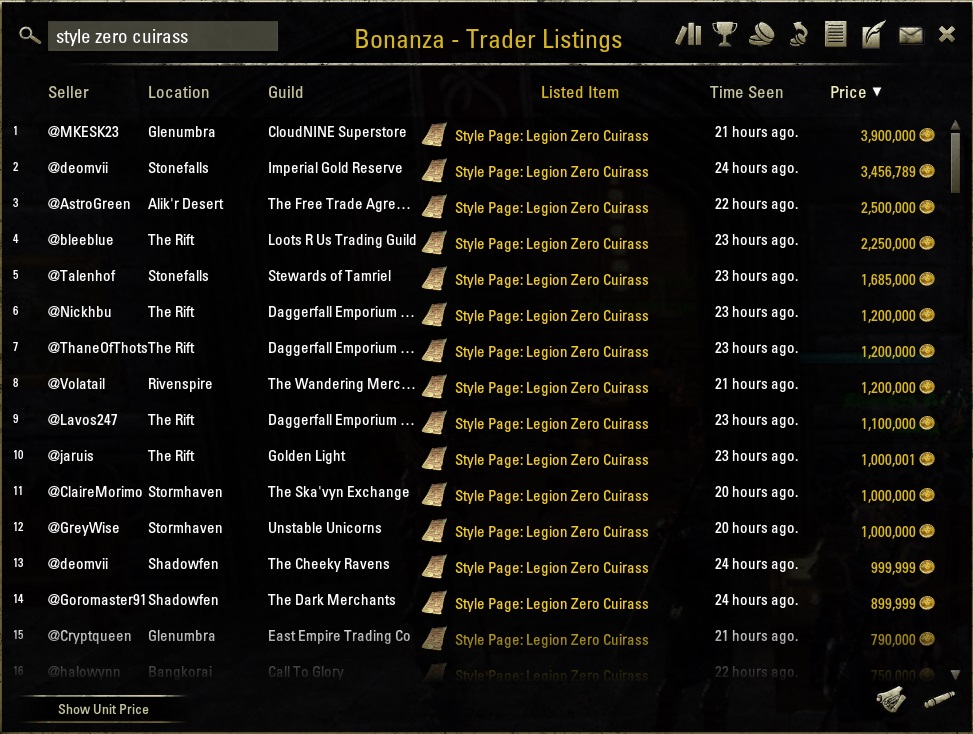 style zero cuirass
Bonanza - Trader Listings
Seller Location Guild Listed Item Time Seen Price ▼
1 @MKESK23 Glenumbra CloudNINE Superstore Style Page: Legion Zero Cuirass 21 hours ago. 3,900,000
2 @deomvii Stonefalls Imperial Gold Reserve Style Page: Legion Zero Cuirass 24 hours ago. 3,456,789
3 @AstroGreen Alik'r Desert The Free Trade Agre... Style Page: Legion Zero Cuirass 22 hours ago. 2,500,000
4 @bleeblue The Rift Loots R Us Trading Guild Style Page: Legion Zero Cuirass 23 hours ago. 2,250,000
5 @Talenhof Stonefalls Stewards of Tamriel Style Page: Legion Zero Cuirass 23 hours ago. 1,685,000
6 @Nickhbu The Rift Daggerfall Emporium ... Style Page: Legion Zero Cuirass 23 hours ago. 1,200,000
7 @ThaneOfThots The Rift Daggerfall Emporium ... Style Page: Legion Zero Cuirass 23 hours ago. 1,200,000
8 @Volatail Rivenspire The Wandering Merc... Style Page: Legion Zero Cuirass 21 hours ago. 1,200,000
9 @Lavos247 The Rift Daggerfall Emporium ... Style Page: Legion Zero Cuirass 23 hours ago. 1,100,000
10 @jaruis The Rift Golden Light Style Page: Legion Zero Cuirass 23 hours ago. 1,000,001
11 @ClaireMorimo Stormhaven The Ska'vyn Exchange Style Page: Legion Zero Cuirass 20 hours ago. 1,000,000
12 @GreyWise Stormhaven Unstable Unicorns Style Page: Legion Zero Cuirass 20 hours ago. 1,000,000
13 @deomvii Shadowfen The Cheeky Ravens Style Page: Legion Zero Cuirass 24 hours ago. 999,999
14 @Goromaster91 Shadowfen The Dark Merchants Style Page: Legion Zero Cuirass 24 hours ago. 899,999
15 @Cryptqueen Glenumbra East Empire Trading Co Style Page: Legion Zero Cuirass 21 hours ago. 790,000
16 @halowynn Bangkorai Call To Glory Style Page: Legion Zero Cuirass 22 hours ago. 750,000
Show Unit Price